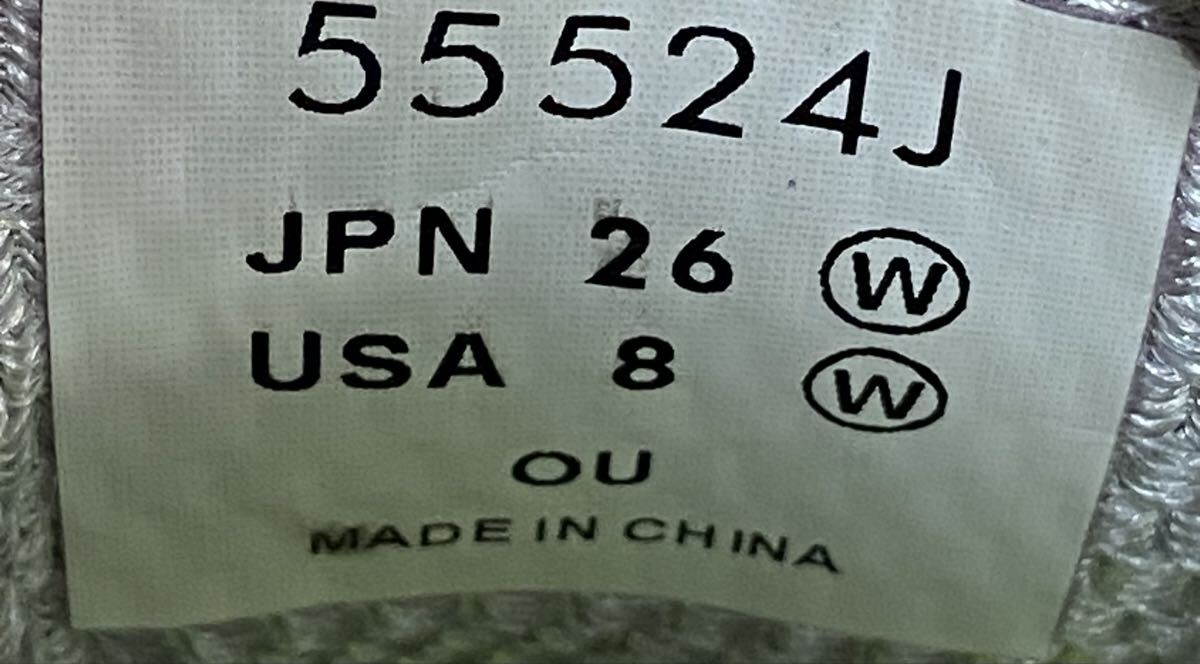 55524J
JPN 26 Ⓦ
USA 8 Ⓦ
OU
MADE IN CHINA